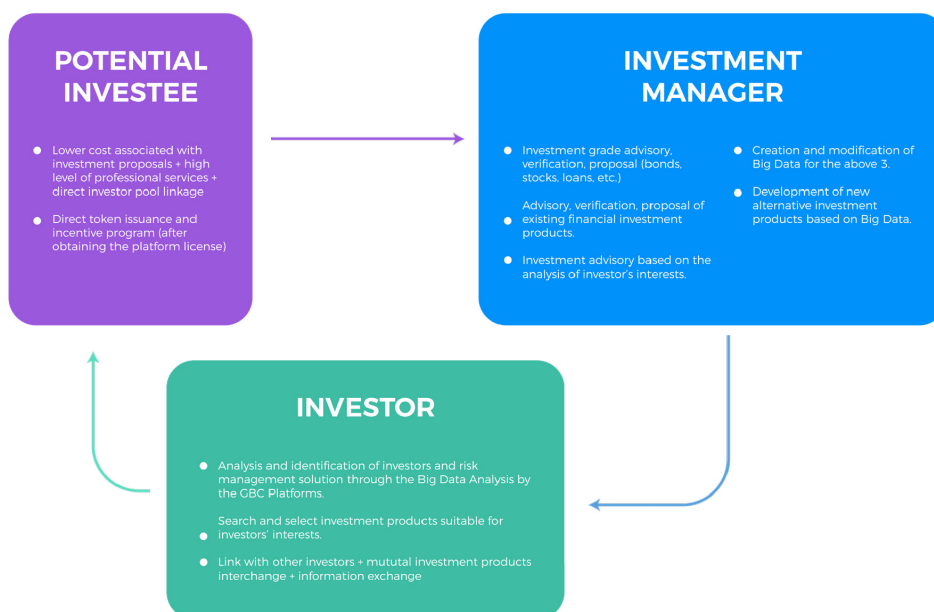 POTENTIAL
INVESTEE
Lower cost associated with
investment proposals + high
level of professional services +
direct investor pool linkage
Direct token issuance and
incentive program (after
obtaining the platform license)
INVESTMENT
MANAGER
Investment grade advisory,
verification, proposal (bonds,
stocks, loans, etc.)
Advisory, verification, proposal of
existing financial investment
products.
Investment advisory based on the
analysis of investor's interests.
Creation and modification of
Big Data for the above 3.
Development of new
alternative investment
products based on Big Data.
INVESTOR
Analysis and identification of investors and risk
management solution through the Big Data Analysis by
the GBC Platforms.
Search and select investment products suitable for
investors' interests.
Link with other investors + mututal investment products
interchange + information exchange